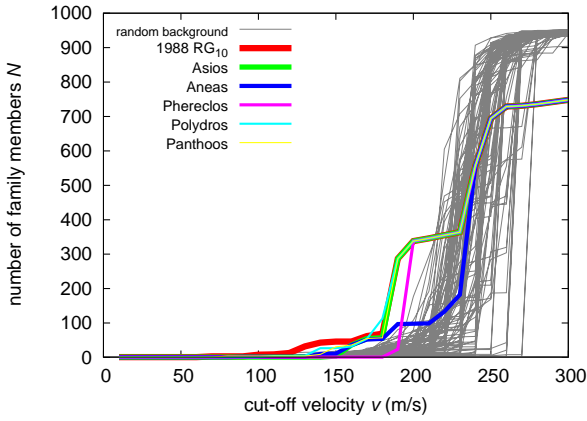 number of family members N
1000
900
800
700
600
500
400
300
200
100
0
random background
1988 RG10
Asios
Aneas
Phereclos
Polydros
Panthoos
0 50 100 150 200 250 300
cut-off velocity v (m/s)